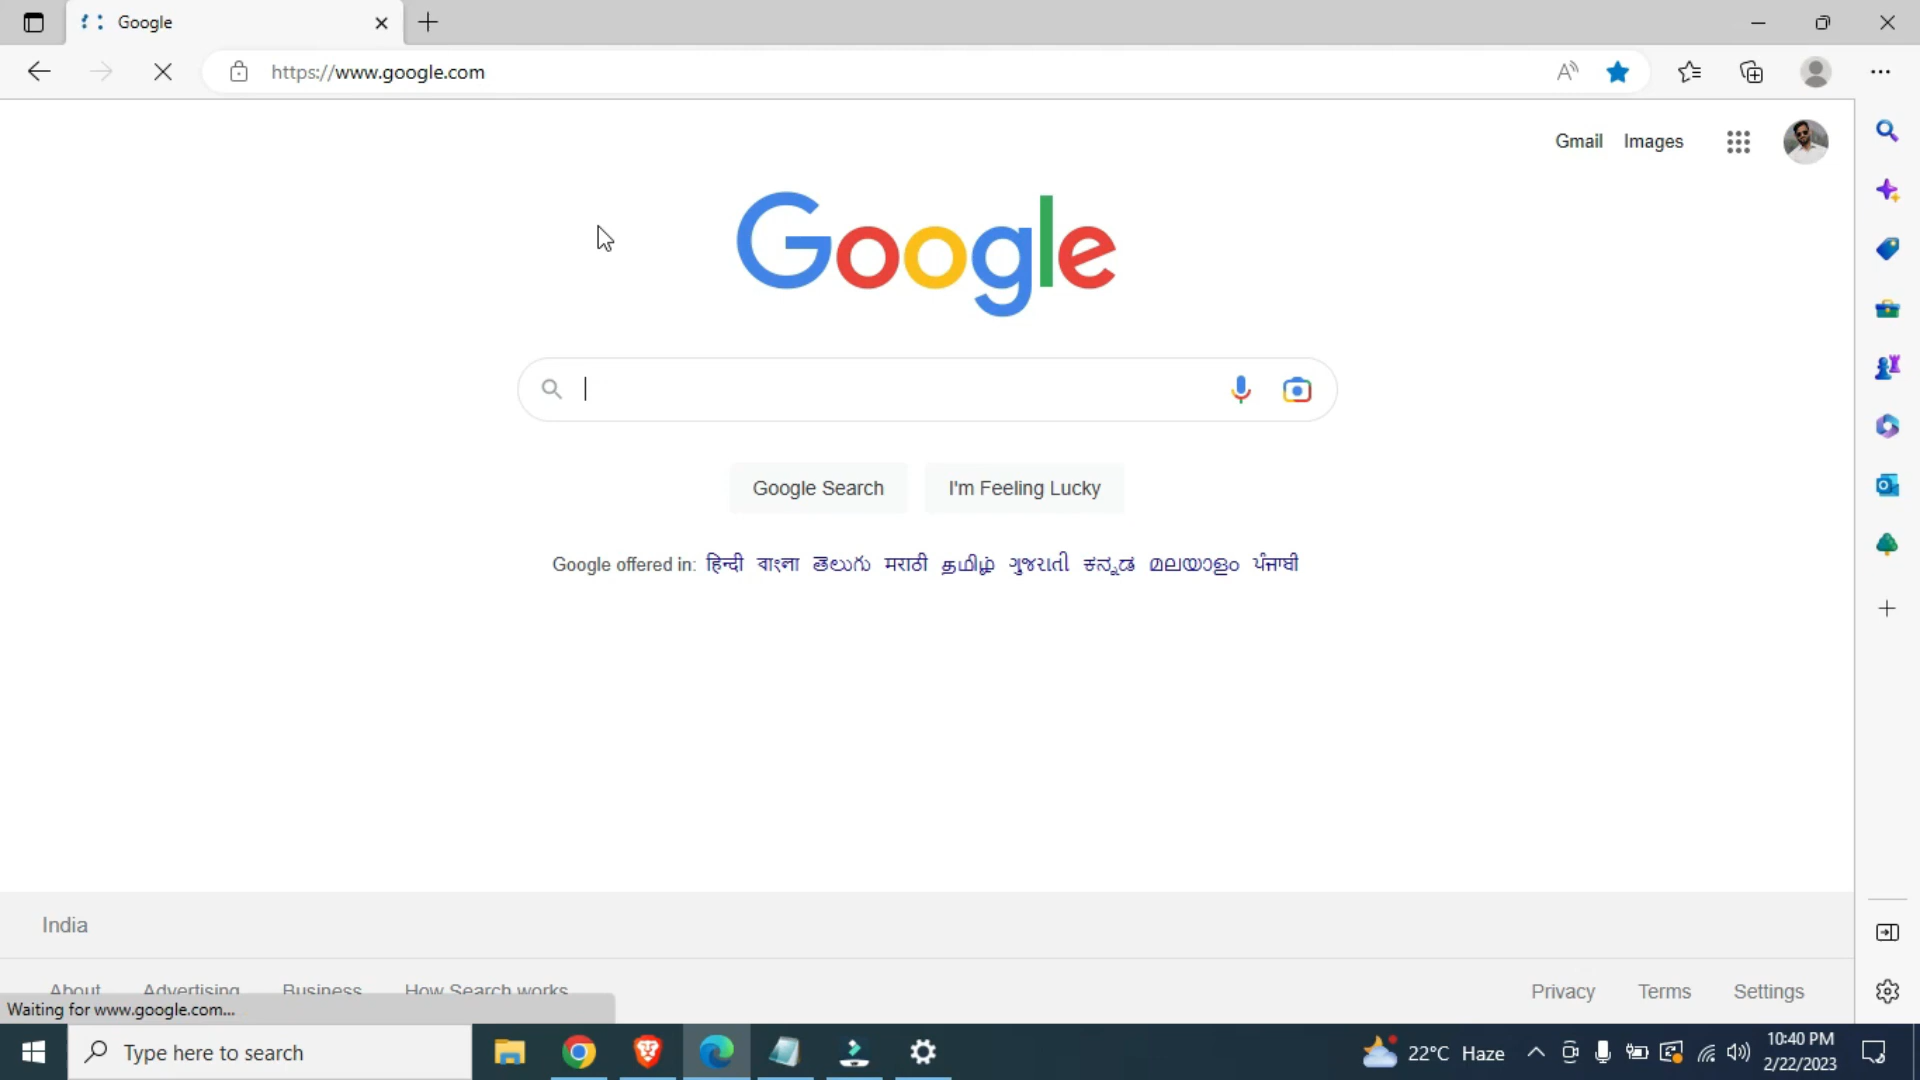 Google
https://www.google.com
Gmail Images
Google
Google Search I'm Feeling Lucky
Google offered in: हिन्दी বাংলা తెలుగు मराठी தமிழ் ગુજરાતી ಕನ್ನಡ മലയാളം ਪੰਜਾਬੀ
India
About Advertising Business How Search works Privacy Terms Settings
Waiting for www.google.com...
Type here to search 22°C Haze 10:40 PM
2/22/2023